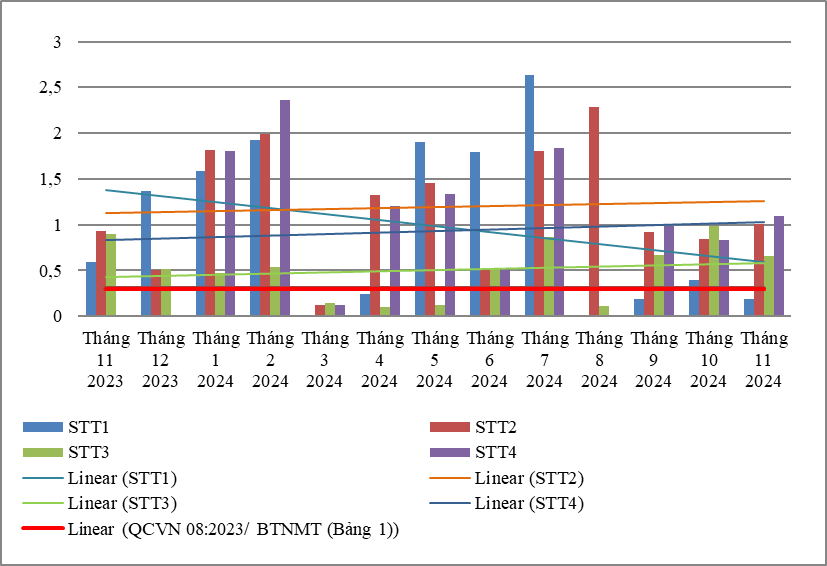 3
2,5
2
1,5
1
0,5
0
Tháng Tháng Tháng Tháng Tháng Tháng Tháng Tháng Tháng Tháng Tháng Tháng Tháng
11 12 1 2 3 4 5 6 7 8 9 10 11
2023 2023 2024 2024 2024 2024 2024 2024 2024 2024 2024 2024 2024
STT1 STT2
STT3 STT4
Linear (STT1) Linear (STT2)
Linear (STT3) Linear (STT4)
Linear (QCVN 08:2023/ BTNMT (Bảng 1))